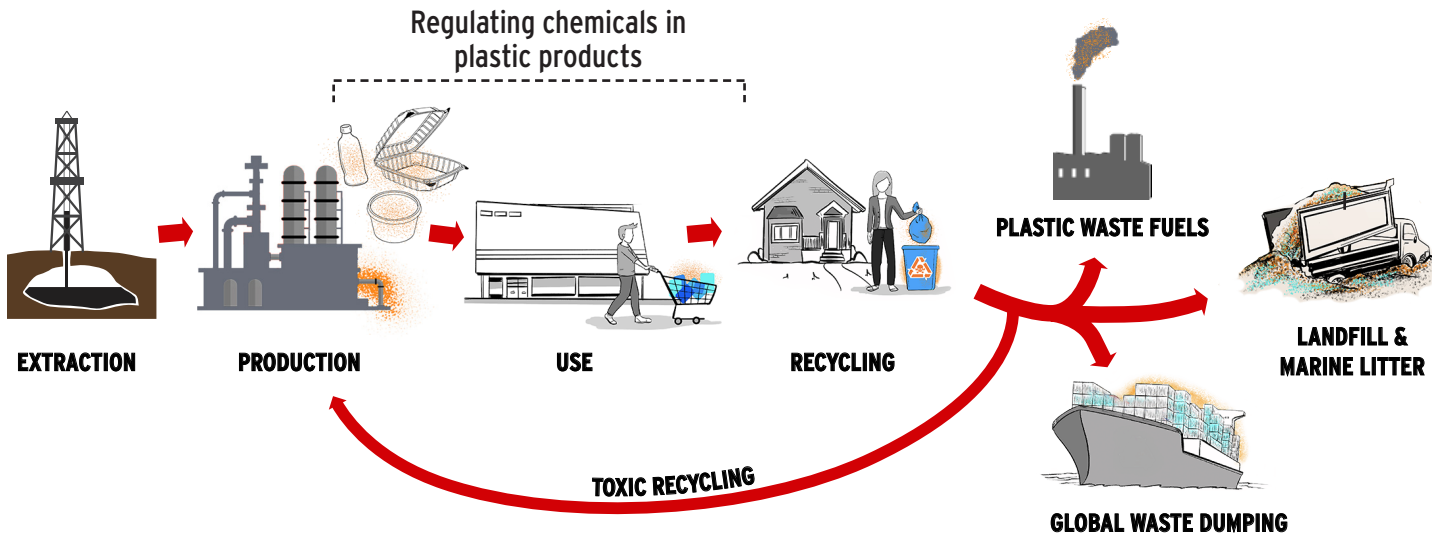 Regulating chemicals in
plastic products
EXTRACTION
PRODUCTION
USE
RECYCLING
PLASTIC WASTE FUELS
LANDFILL &
MARINE LITTER
GLOBAL WASTE DUMPING
TOXIC RECYCLING